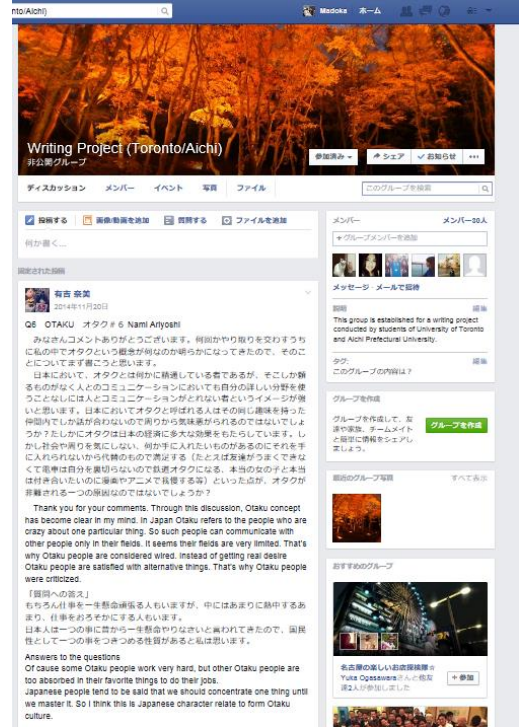 nto/Aichi)
Madoka ホーム
Writing Project (Toronto/Aichi)
非公開グループ
参加済み
シェア
お知らせ
ディスカッション メンバー イベント 写真 ファイル
このグループを検索
投稿する 画像/動画を追加 質問する ファイルを追加
何か書く...
固定された投稿
有吉 奈美
2014年11月20日
Q6 OTAKU オタク # 6 Nami Ariyoshi
みなさんコメントありがとうございます。何回かやり取りを交わすうち
に私の中でオタクという概念が何なのか明らかになってきたので、そのこ
とについてまず書こうと思います。
日本において、オタクとは何かに精通している者であるが、そこしか頼
るものがなく人とのコミュニケーションにおいても自分の詳しい分野を使
うことなしには人とコミュニケーションがとれない者というイメージが強
いと思います。日本においてオタクと呼ばれる人はその同じ趣味を持った
仲間内でしか話が合わないので周りから気味悪がられるのではないでしょ
うか？たしかにオタクは日本の経済に多大な効果をもたらしています。し
かし社会や周りを気にしない、何か手に入れたいものがあるのにそれを手
に入れられないから代替のもので満足する（たとえば友達がうまくできな
くて電車は自分を裏切らないので鉄道オタクになる、本当の女の子と本当
は付き合いたいのに漫画やアニメで我慢する等）といった点が、オタクが
非難される一つの原因なのではないでしょうか？
Thank you for your comments. Through this discussion, Otaku concept
has become clear in my mind. In Japan Otaku refers to the people who are
crazy about one particular thing. So such people can communicate with
other people only in their fields. It seems their fields are very limited. That's
why Otaku people are considered wired. Instead of getting real desire
Otaku people are satisfied with alternative things. That's why Otaku people
were criticized.
「質問への答え」
もちろん仕事を一生懸命頑張る人もいますが、中にはあまりに熱中するあ
まり、仕事をおろそかにする人もいます。
日本人は一つの事に昔から一生懸命やりなさいと言われてきたので、国民
性として一つの事をつきつめる性質があると私は思います。
Answers to the questions
Of cause some Otaku people work very hard, but other Otaku people are
too absorbed in their favorite things to do their jobs.
Japanese people tend to be said that we should concentrate one thing until
we master it. So I think this is Japanese character relate to form Otaku
culture.
メンバー メンバー38人
+グループメンバーを追加
メッセージ・メールで招待
説明 編集
This group is established for a writing project
conducted by students of University of Toronto
and Aichi Prefectural University.
タグ: 編集
このグループの内容は？
グループを作成
グループを作成して、友
達や家族、チームメイト
と簡単に情報をシェアし
ましょう。
グループを作成
最近のグループ写真 すべて表示
おすすめのグループ
名古屋の楽しいお店探検隊☆
Yuka Ogasawaraさんと他友
達2人が参加しました
+参加